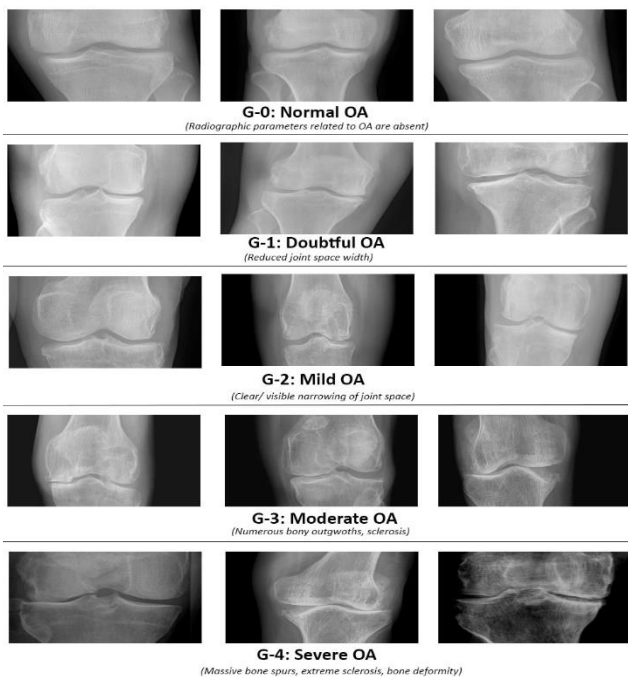 G-0: Normal OA
(Radiographic parameters related to OA are absent)
G-1: Doubtful OA
(Reduced joint space width)
G-2: Mild OA
(Clear/ visible narrowing of joint space)
G-3: Moderate OA
(Numerous bony outgwoths, sclerosis)
G-4: Severe OA
(Massive bone spurs, extreme sclerosis, bone deformity)